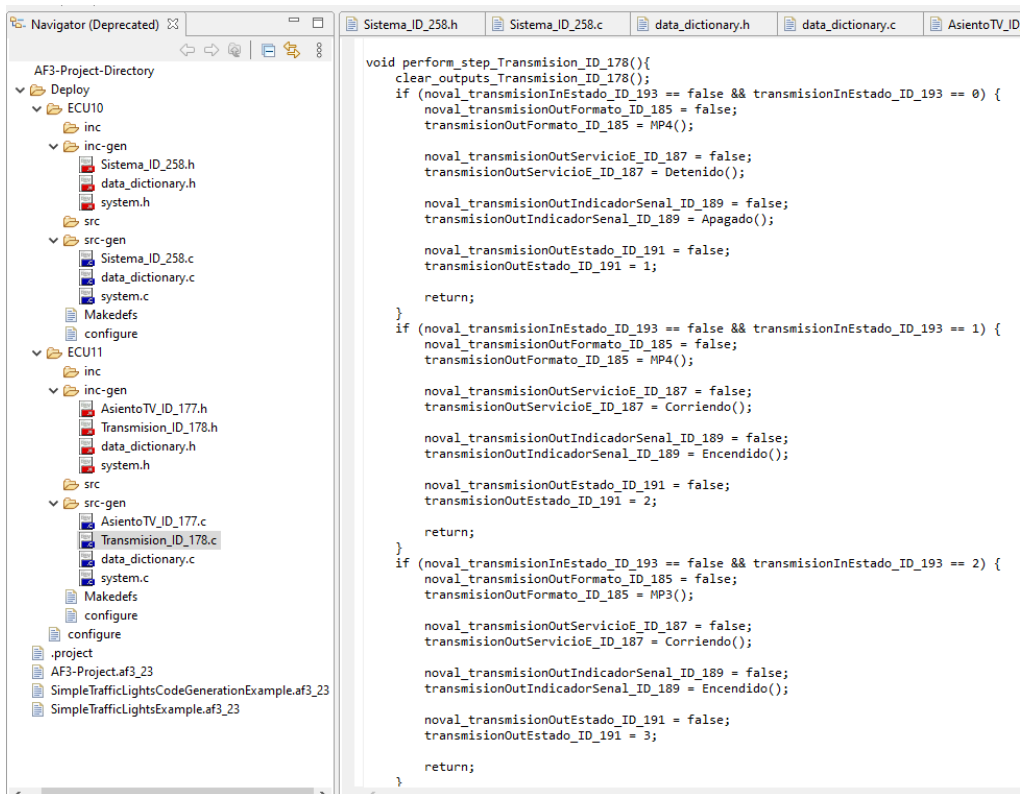 Navigator (Deprecated)
AF3-Project-Directory
Deploy
ECU10
inc
inc-gen
Sistema_ID_258.h
data_dictionary.h
system.h
src
src-gen
Sistema_ID_258.c
data_dictionary.c
system.c
Makedefs
configure
ECU11
inc
inc-gen
AsientoTV_ID_177.h
Transmision_ID_178.h
data_dictionary.h
system.h
src
src-gen
AsientoTV_ID_177.c
Transmision_ID_178.c
data_dictionary.c
system.c
Makedefs
configure
configure
.project
AF3-Project.af3_23
SimpleTrafficLightsCodeGenerationExample.af3_23
SimpleTrafficLightsExample.af3_23
Sistema_ID_258.h Sistema_ID_258.c data_dictionary.h data_dictionary.c AsientoTV_ID
void perform_step_Transmision_ID_178(){
clear_outputs_Transmision_ID_178();
if (noval_transmisionInEstado_ID_193 == false && transmisionInEstado_ID_193 == 0) {
noval_transmisionOutFormato_ID_185 = false;
transmisionOutFormato_ID_185 = MP4();
noval_transmisionOutServicioE_ID_187 = false;
transmisionOutServicioE_ID_187 = Detenido();
noval_transmisionOutIndicadorSenal_ID_189 = false;
transmisionOutIndicadorSenal_ID_189 = Apagado();
noval_transmisionOutEstado_ID_191 = false;
transmisionOutEstado_ID_191 = 1;
return;
}
if (noval_transmisionInEstado_ID_193 == false && transmisionInEstado_ID_193 == 1) {
noval_transmisionOutFormato_ID_185 = false;
transmisionOutFormato_ID_185 = MP4();
noval_transmisionOutServicioE_ID_187 = false;
transmisionOutServicioE_ID_187 = Corriendo();
noval_transmisionOutIndicadorSenal_ID_189 = false;
transmisionOutIndicadorSenal_ID_189 = Encendido();
noval_transmisionOutEstado_ID_191 = false;
transmisionOutEstado_ID_191 = 2;
return;
}
if (noval_transmisionInEstado_ID_193 == false && transmisionInEstado_ID_193 == 2) {
noval_transmisionOutFormato_ID_185 = false;
transmisionOutFormato_ID_185 = MP3();
noval_transmisionOutServicioE_ID_187 = false;
transmisionOutServicioE_ID_187 = Corriendo();
noval_transmisionOutIndicadorSenal_ID_189 = false;
transmisionOutIndicadorSenal_ID_189 = Encendido();
noval_transmisionOutEstado_ID_191 = false;
transmisionOutEstado_ID_191 = 3;
return;
}